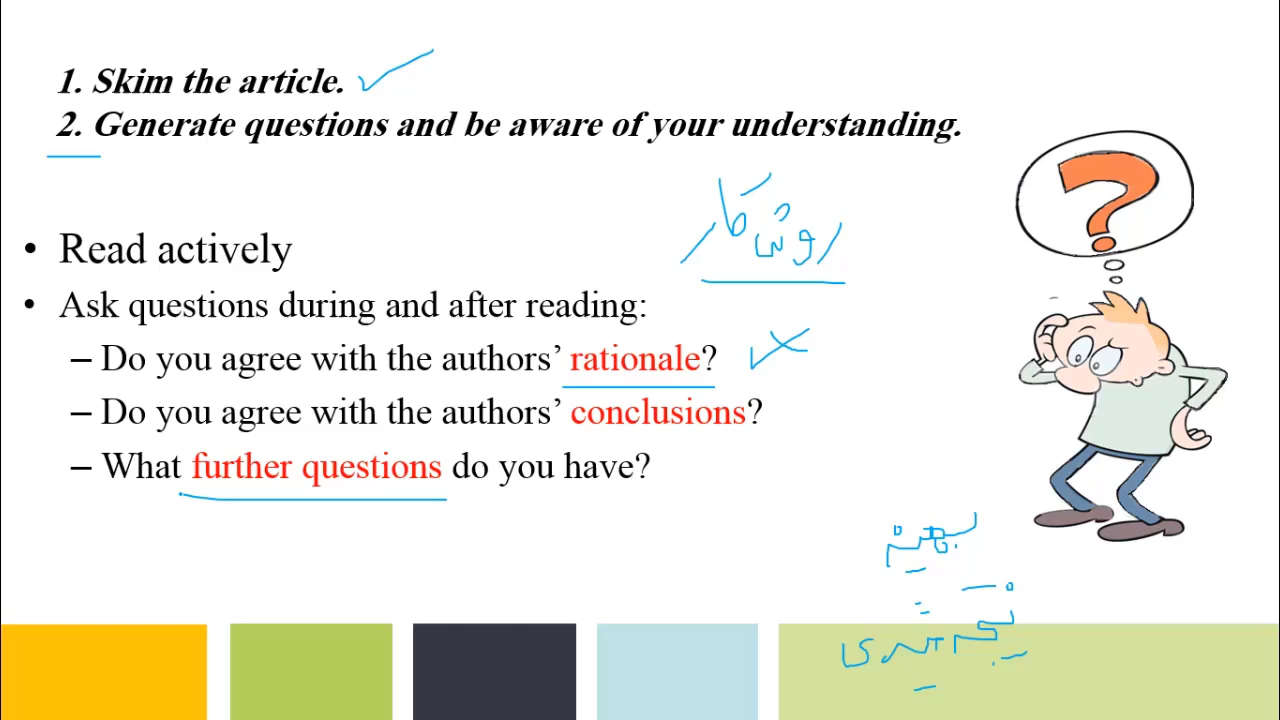 1. Skim the article.
2. Generate questions and be aware of your understanding.
روش کار
• Read actively
• Ask questions during and after reading:
– Do you agree with the authors’ rationale?
– Do you agree with the authors’ conclusions?
– What further questions do you have?